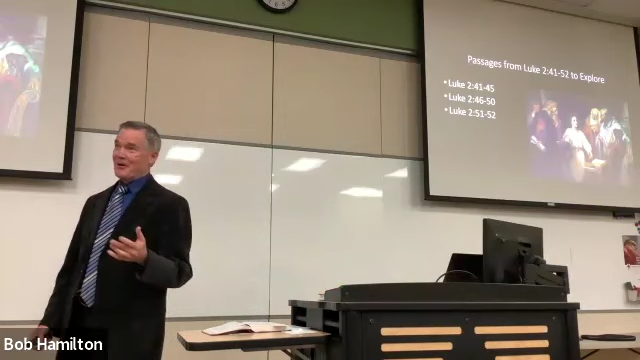 Passages from Luke 2:41-52 to Explore
• Luke 2:41-45
• Luke 2:46-50
• Luke 2:51-52
Bob Hamilton